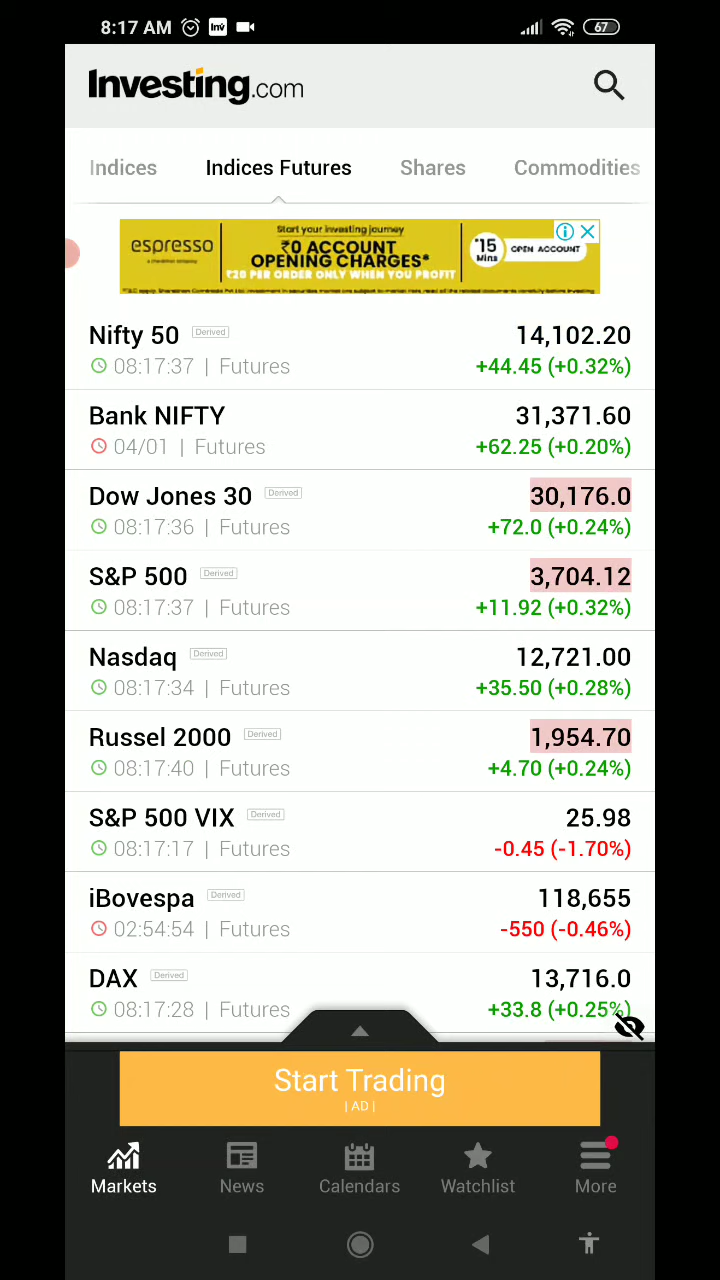 8:17 AM INV 67
Investing.com
Indices Indices Futures Shares Commodities
espresso
Start your investing journey
₹0 ACCOUNT
OPENING CHARGES*
₹20 PER ORDER ONLY WHEN YOU PROFIT
'15
Mins
OPEN ACCOUNT
Nifty 50 Derived 14,102.20
08:17:37 | Futures +44.45 (+0.32%)
Bank NIFTY 31,371.60
04/01 | Futures +62.25 (+0.20%)
Dow Jones 30 Derived 30,176.0
08:17:36 | Futures +72.0 (+0.24%)
S&P 500 Derived 3,704.12
08:17:37 | Futures +11.92 (+0.32%)
Nasdaq Derived 12,721.00
08:17:34 | Futures +35.50 (+0.28%)
Russel 2000 Derived 1,954.70
08:17:40 | Futures +4.70 (+0.24%)
S&P 500 VIX Derived 25.98
08:17:17 | Futures -0.45 (-1.70%)
iBovespa Derived 118,655
02:54:54 | Futures -550 (-0.46%)
DAX Derived 13,716.0
08:17:28 | Futures +33.8 (+0.25%)
Start Trading
| AD |
Markets News Calendars Watchlist More